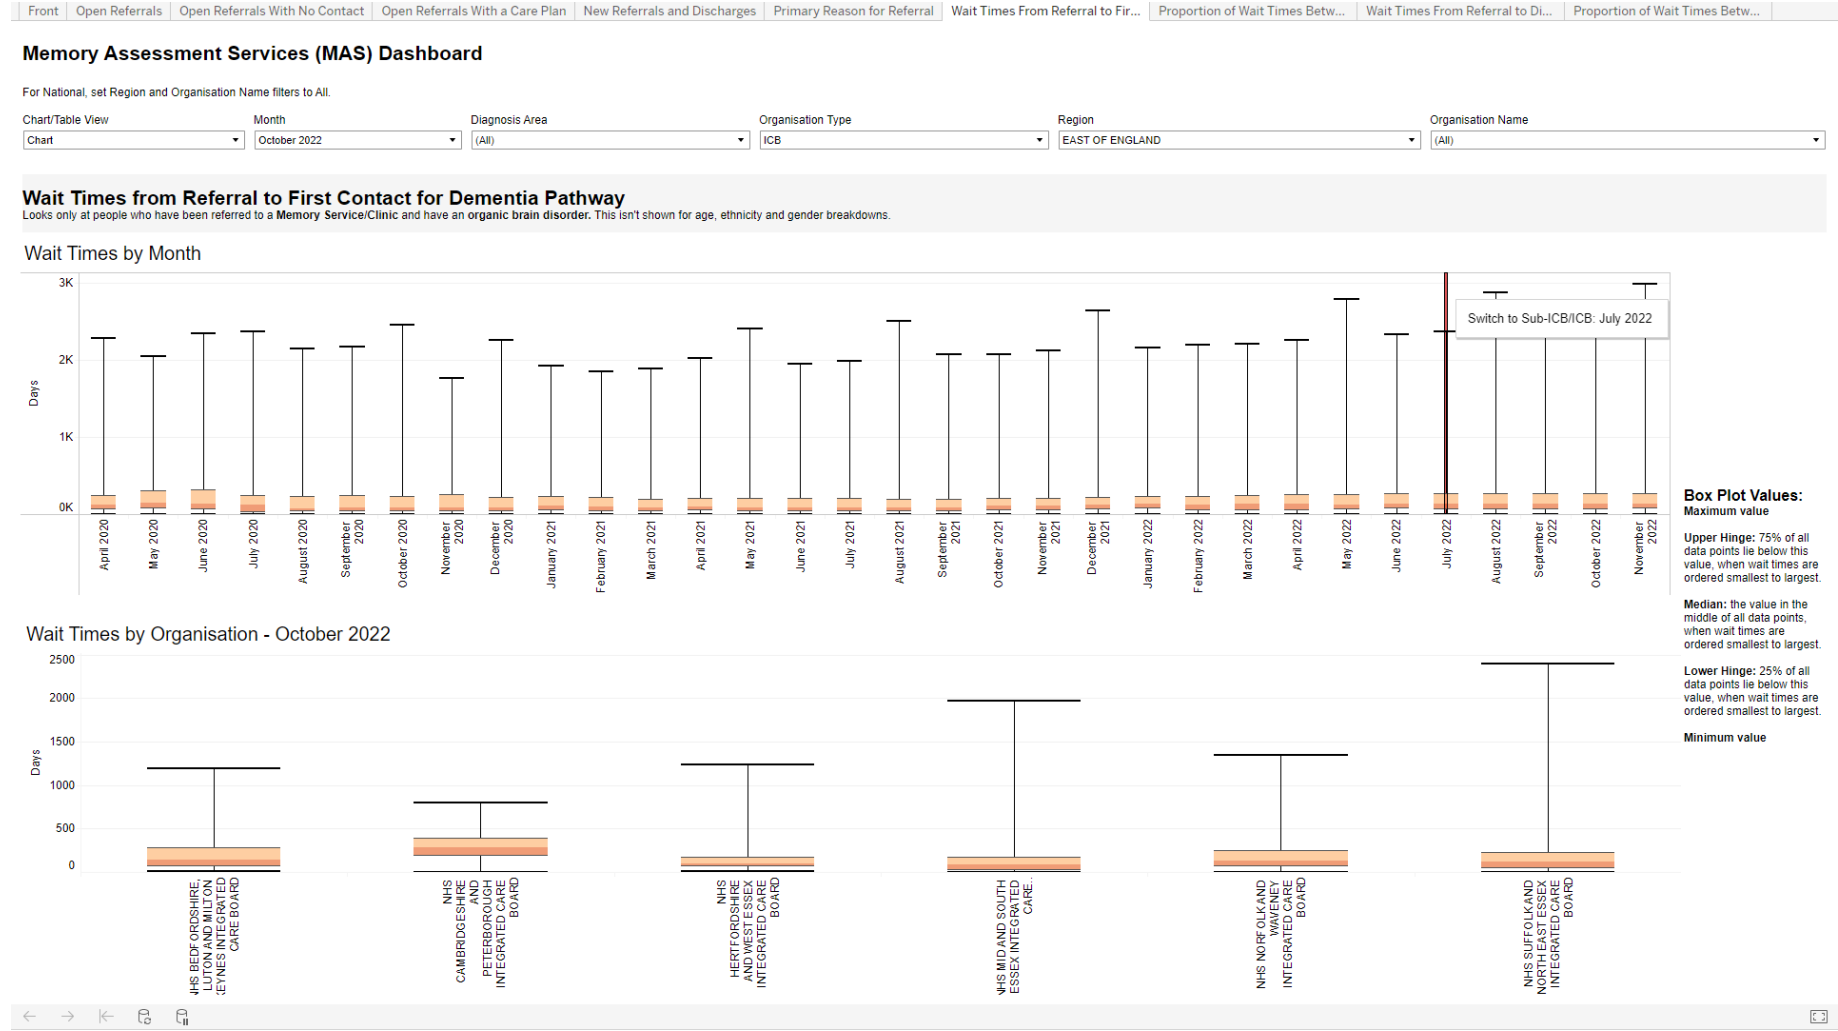 Front
Open Referrals
Open Referrals With No Contact
Open Referrals With a Care Plan
New Referrals and Discharges
Primary Reason for Referral
Wait Times From Referral to Fir...
Proportion of Wait Times Betw...
Wait Times From Referral to Di...
Proportion of Wait Times Betw...
Memory Assessment Services (MAS) Dashboard
For National, set Region and Organisation Name filters to All.
Chart/Table View
Month
Diagnosis Area
Organisation Type
Region
Organisation Name
Chart
October 2022
(All)
ICB
EAST OF ENGLAND
(All)
Wait Times from Referral to First Contact for Dementia Pathway
Looks only at people who have been referred to a Memory Service/Clinic and have an organic brain disorder. This isn't shown for age, ethnicity and gender breakdowns.
Wait Times by Month
3K
2K
1K
0K
Days
Switch to Sub-ICB/ICB: July 2022
April 2020
May 2020
June 2020
July 2020
August 2020
September
2020
October 2020
November
2020
December
2020
January 2021
February 2021
March 2021
April 2021
May 2021
June 2021
July 2021
August 2021
September
2021
October 2021
November
2021
December
2021
January 2022
February 2022
March 2022
April 2022
May 2022
June 2022
July 2022
August 2022
September
2022
October 2022
November
2022
Box Plot Values:
Maximum value
Upper Hinge: 75% of all
data points lie below this
value, when wait times are
ordered smallest to largest.
Median: the value in the
middle of all data points,
when wait times are
ordered smallest to largest.
Lower Hinge: 25% of all
data points lie below this
value, when wait times are
ordered smallest to largest.
Minimum value
Wait Times by Organisation - October 2022
2500
2000
1500
1000
500
0
Days
NHS BEDFORDSHIRE,
LUTON AND MILTON
KEYNES INTEGRATED
CARE BOARD
NHS
CAMBRIDGESHIRE
AND
PETERBOROUGH
INTEGRATED CARE
BOARD
NHS
HERTFORDSHIRE
AND WEST ESSEX
INTEGRATED CARE
BOARD
NHS MID AND SOUTH
ESSEX INTEGRATED
CARE..
NHS NORFOLK AND
WAVENEY
INTEGRATED CARE
BOARD
NHS SUFFOLK AND
NORTH EAST ESSEX
INTEGRATED CARE
BOARD